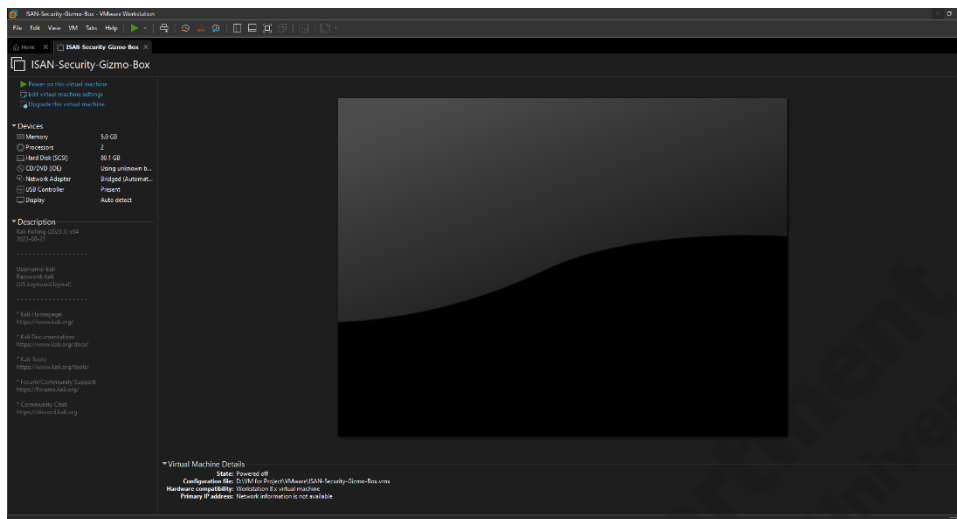 ISAN-Security-Gizmo-Box - VMware Workstation
File Edit View VM Tabs Help
Home ISAN-Security-Gizmo-Box
ISAN-Security-Gizmo-Box
Power on this virtual machine
Edit virtual machine settings
Upgrade this virtual machine
Devices
Memory 5.0 GB
Processors 2
Hard Disk (SCSI) 80.1 GB
CD/DVD (IDE) Using unknown b...
Network Adapter Bridged (Automat...
USB Controller Present
Display Auto detect
Description
Kali Rolling (2023.3) x64
2023-08-21
- - - - - - - - - - - - - - - - - -
Username: kali
Password: kali
(US keyboard layout)
- - - - - - - - - - - - - - - - - -
* Kali Homepage
https://www.kali.org/
* Kali Documentation:
https://www.kali.org/docs/
* Kali Tools
https://www.kali.org/tools/
* Forum/Community Support
https://forums.kali.org/
* Community Chat
https://discord.kali.org
Virtual Machine Details
State: Powered off
Configuration file: D:\VM for Project\VMware\ISAN-Security-Gizmo-Box.vmx
Hardware compatibility: Workstation 8.x virtual machine
Primary IP address: Network information is not available